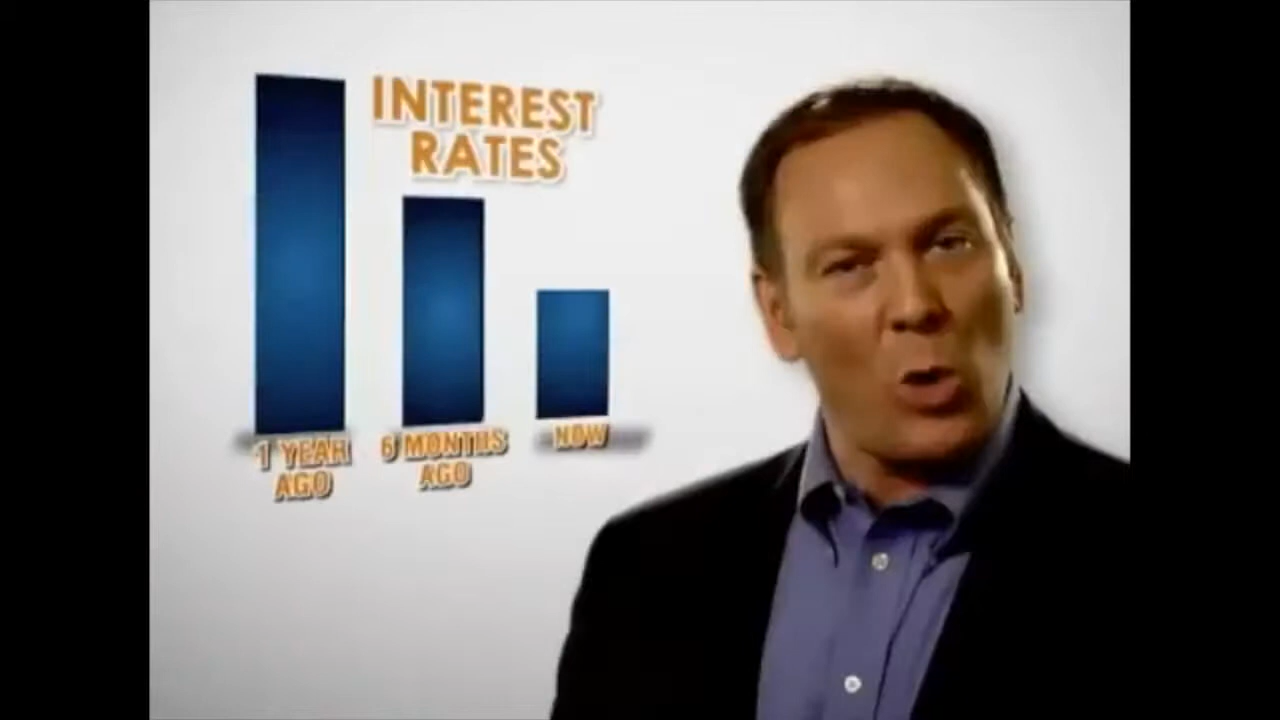 INTEREST
RATES
1 YEAR
AGO
6 MONTHS
AGO
NOW